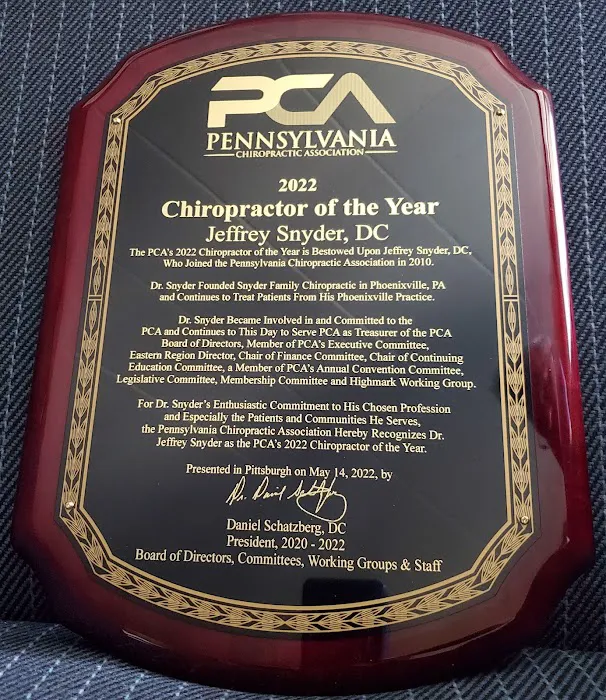 PCA
PENNSYLVANIA
CHIROPRACTIC ASSOCIATION
2022
Chiropractor of the Year
Jeffrey Snyder, DC
The PCA's 2022 Chiropractor of the Year is Bestowed Upon Jeffrey Snyder, DC,
Who Joined the Pennsylvania Chiropractic Association in 2010.
Dr. Snyder Founded Snyder Family Chiropractic in Phoenixville, PA
and Continues to Treat Patients From His Phoenixville Practice.
Dr. Snyder Became Involved in and Committed to the
PCA and Continues to This Day to Serve PCA as Treasurer of the PCA
Board of Directors, Member of PCA's Executive Committee,
Eastern Region Director, Chair of Finance Committee, Chair of Continuing
Education Committee, a Member of PCA's Annual Convention Committee,
Legislative Committee, Membership Committee and Highmark Working Group.
For Dr. Snyder's Enthusiastic Commitment to His Chosen Profession
and Especially the Patients and Communities He Serves,
the Pennsylvania Chiropractic Association Hereby Recognizes Dr.
Jeffrey Snyder as the PCA's 2022 Chiropractor of the Year.
Presented in Pittsburgh on May 14, 2022, by
Dr. Daniel Schatzberg
Daniel Schatzberg, DC
President, 2020 - 2022
Board of Directors, Committees, Working Groups & Staff